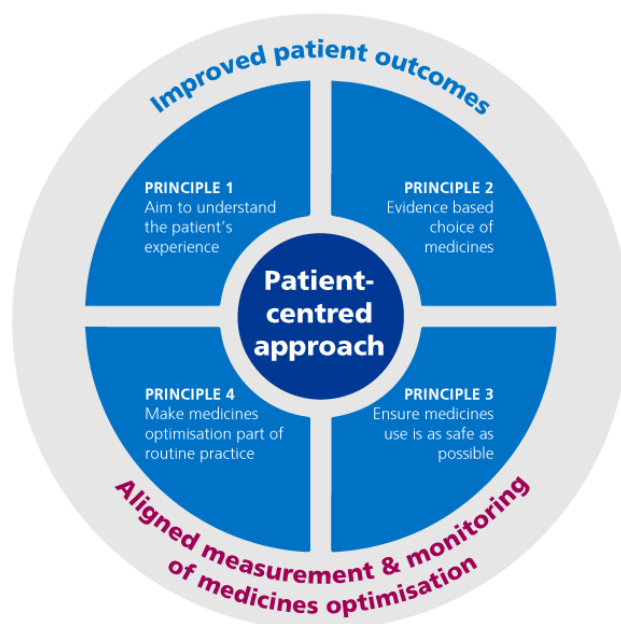 Improved patient outcomes
PRINCIPLE 1
Aim to understand
the patient's
experience
PRINCIPLE 2
Evidence based
choice of
medicines
Patient-
centred
approach
PRINCIPLE 4
Make medicines
optimisation part of
routine practice
PRINCIPLE 3
Ensure medicines
use is as safe as
possible
Aligned measurement & monitoring
of medicines optimisation